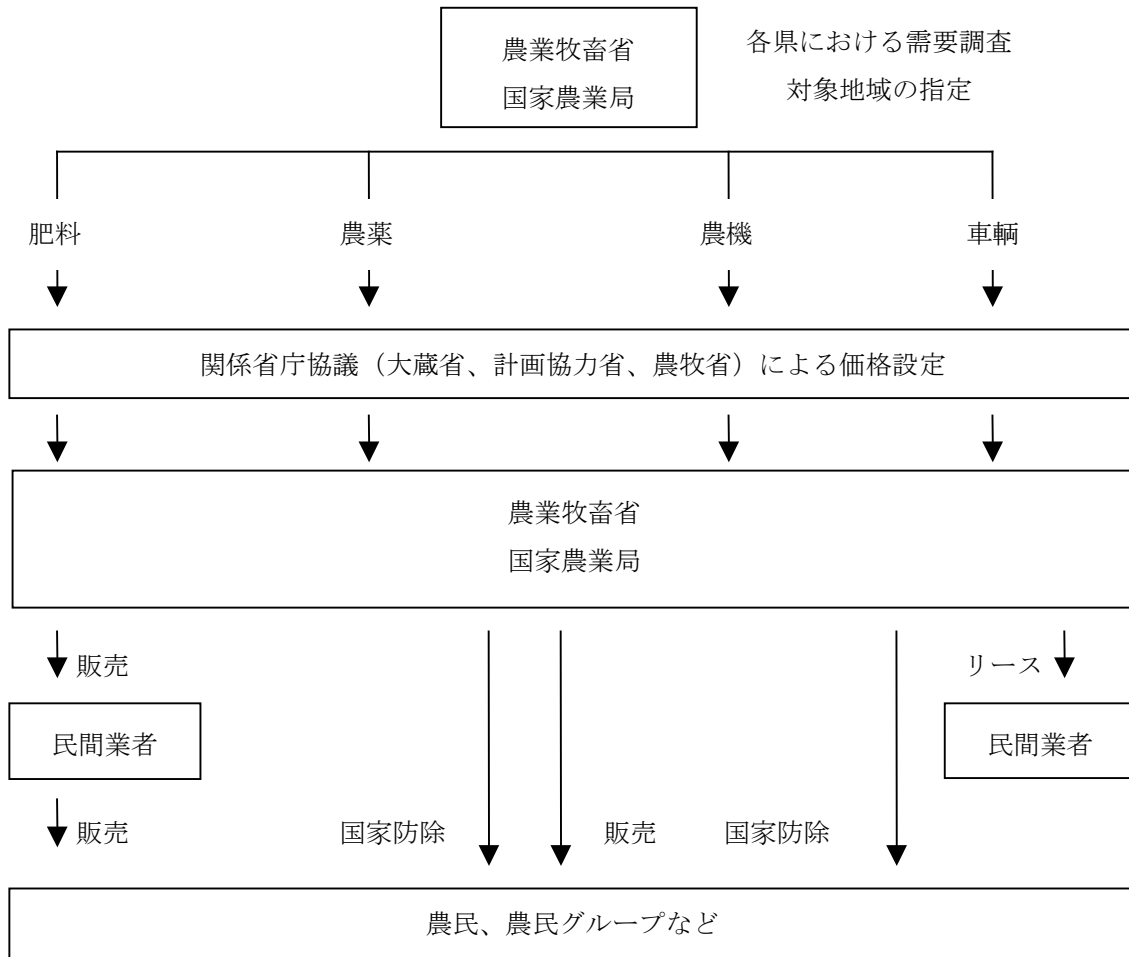 農業牧畜省
国家農業局
各県における需要調査
対象地域の指定
肥料
農薬
農機
車輌
関係省庁協議（大蔵省、計画協力省、農牧省）による価格設定
農業牧畜省
国家農業局
販売
リース
民間業者
民間業者
販売
国家防除
販売
国家防除
農民、農民グループなど